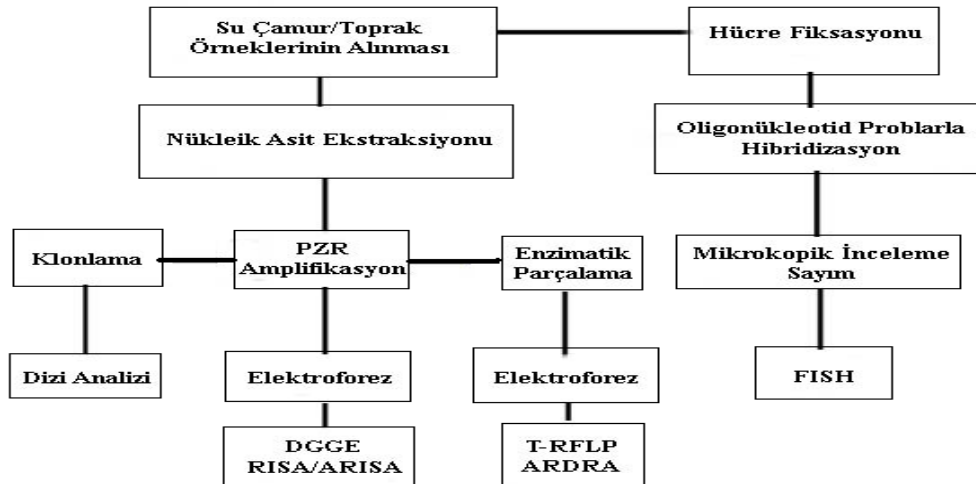 Su Çamur/Toprak
Örneklerinin Alınması
Hücre Fiksasyonu
Nükleik Asit Ekstraksiyonu
Oligonükleotid Problarla
Hibridizasyon
Klonlama
PZR
Amplifikasyon
Enzimatik
Parçalama
Mikrokopik İnceleme
Sayım
Dizi Analizi
Elektroforez
Elektroforez
FISH
DGGE
RISA/ARISA
T-RFLP
ARDRA